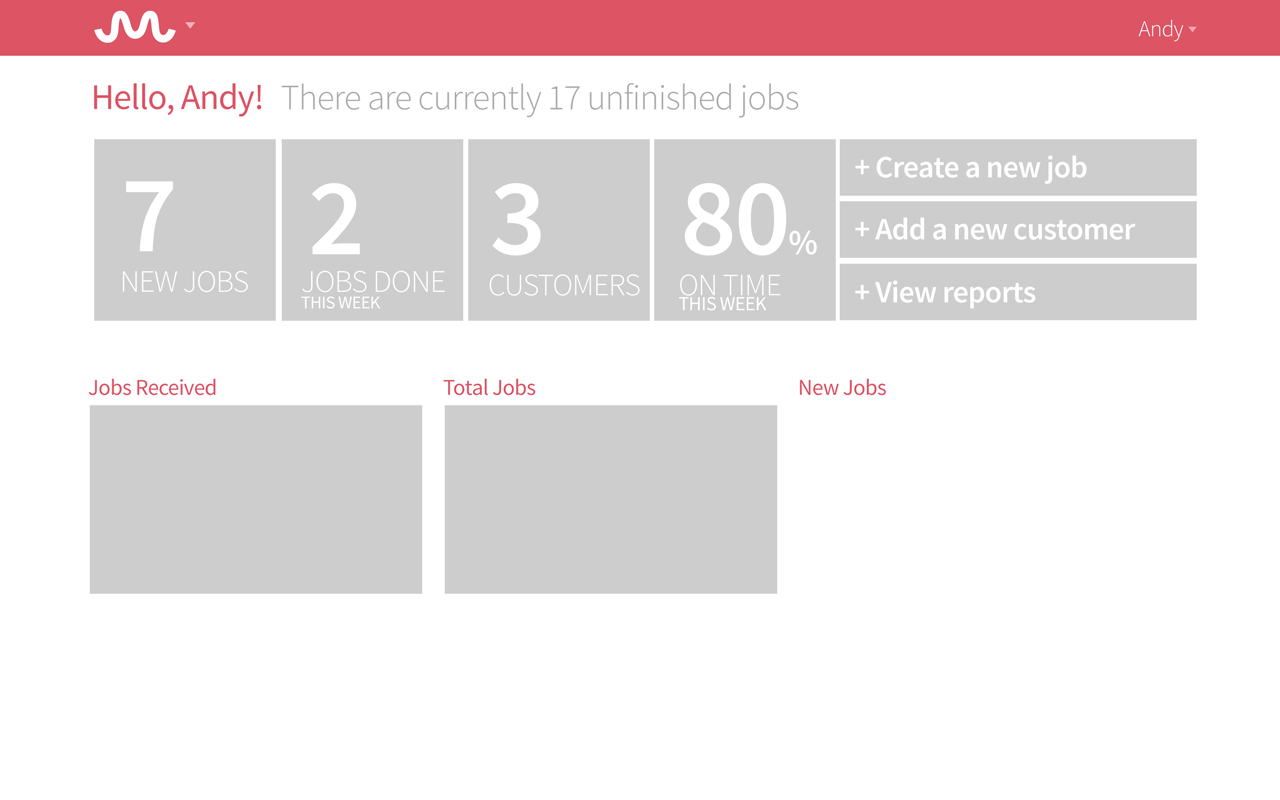 Andy
Hello, Andy! There are currently 17 unfinished jobs
7
NEW JOBS
2
JOBS DONE
THIS WEEK
3
CUSTOMERS
80%
ON TIME
THIS WEEK
+ Create a new job
+ Add a new customer
+ View reports
Jobs Received
Total Jobs
New Jobs